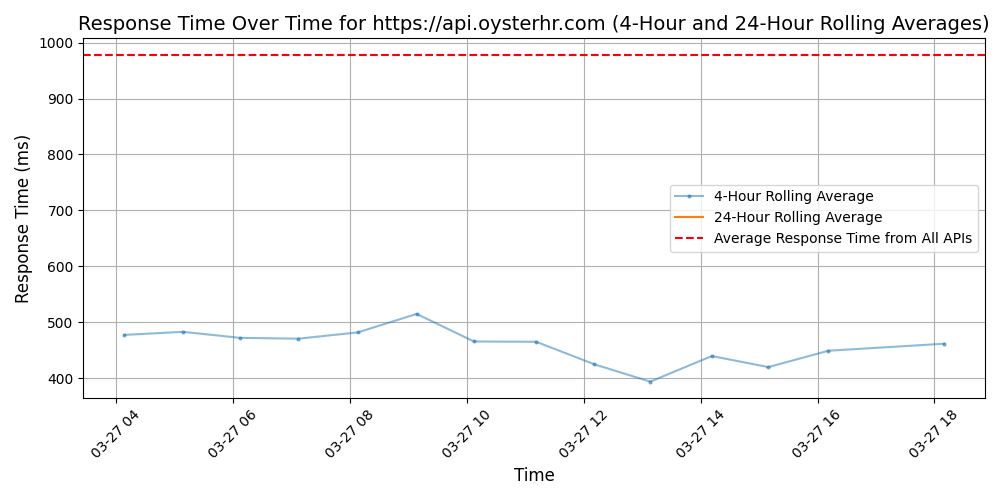 Response Time Over Time for https://api.oysterhr.com (4-Hour and 24-Hour Rolling Averages)
Response Time (ms)
1000
900
800
700
600
500
400
4-Hour Rolling Average
24-Hour Rolling Average
Average Response Time from All APIs
03-27 04
03-27 06
03-27 08
03-27 10
03-27 12
03-27 14
03-27 16
03-27 18
Time